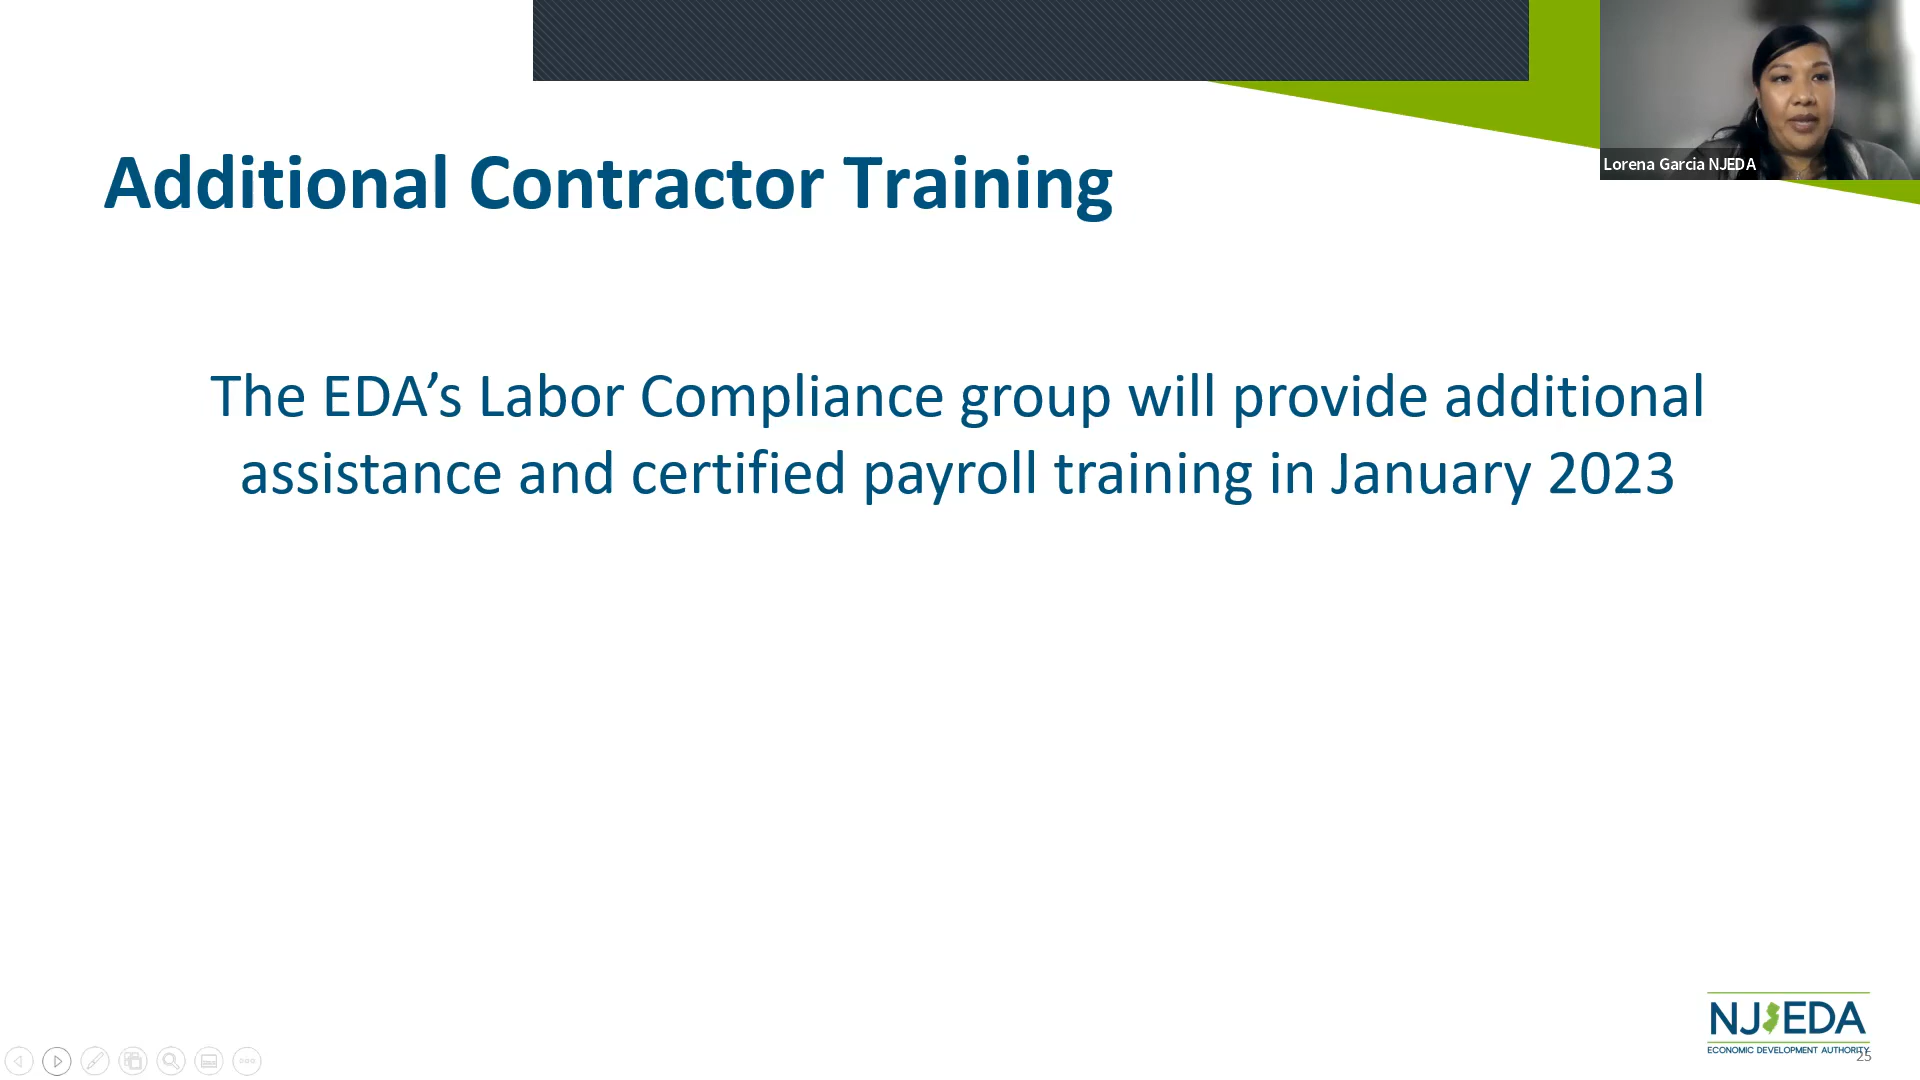 Lorena Garcia NJEDA
Additional Contractor Training
The EDA’s Labor Compliance group will provide additional
assistance and certified payroll training in January 2023
NJEDA
ECONOMIC DEVELOPMENT AUTHORITY
25